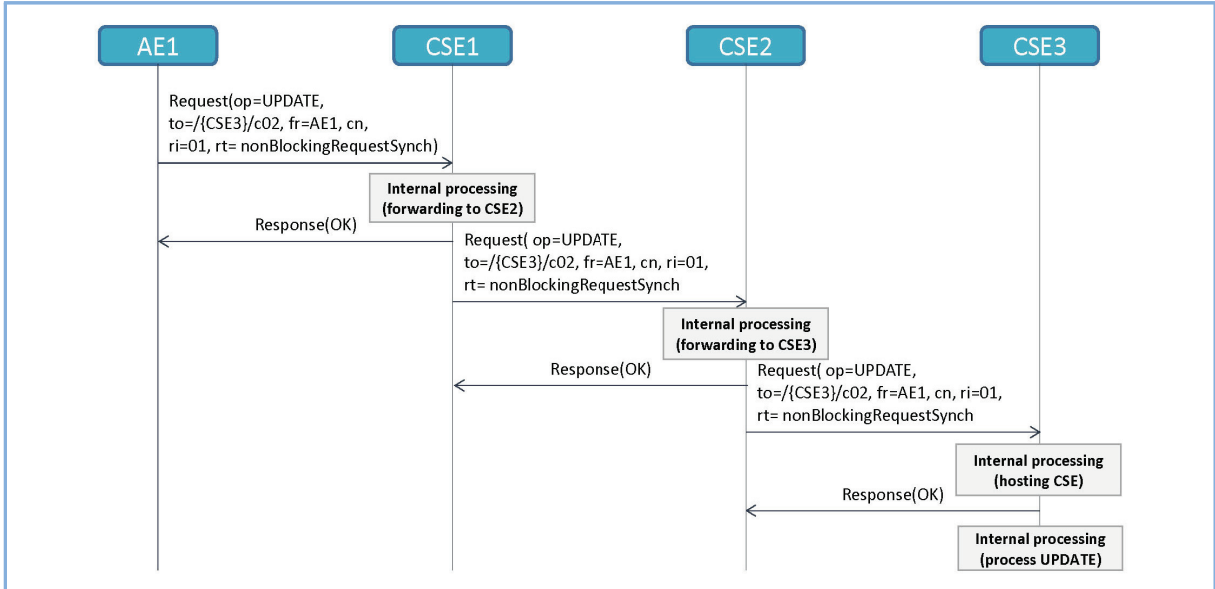 AE1
CSE1
CSE2
CSE3
Request(op=UPDATE,
to=/{CSE3}/c02, fr=AE1, cn,
ri=01, rt= nonBlockingRequestSynch)
Internal processing
(forwarding to CSE2)
Response(OK)
Request( op=UPDATE,
to=/{CSE3}/c02, fr=AE1, cn, ri=01,
rt= nonBlockingRequestSynch
Internal processing
(forwarding to CSE3)
Response(OK)
Request( op=UPDATE,
to=/{CSE3}/c02, fr=AE1, cn, ri=01,
rt= nonBlockingRequestSynch
Internal processing
(hosting CSE)
Response(OK)
Internal processing
(process UPDATE)